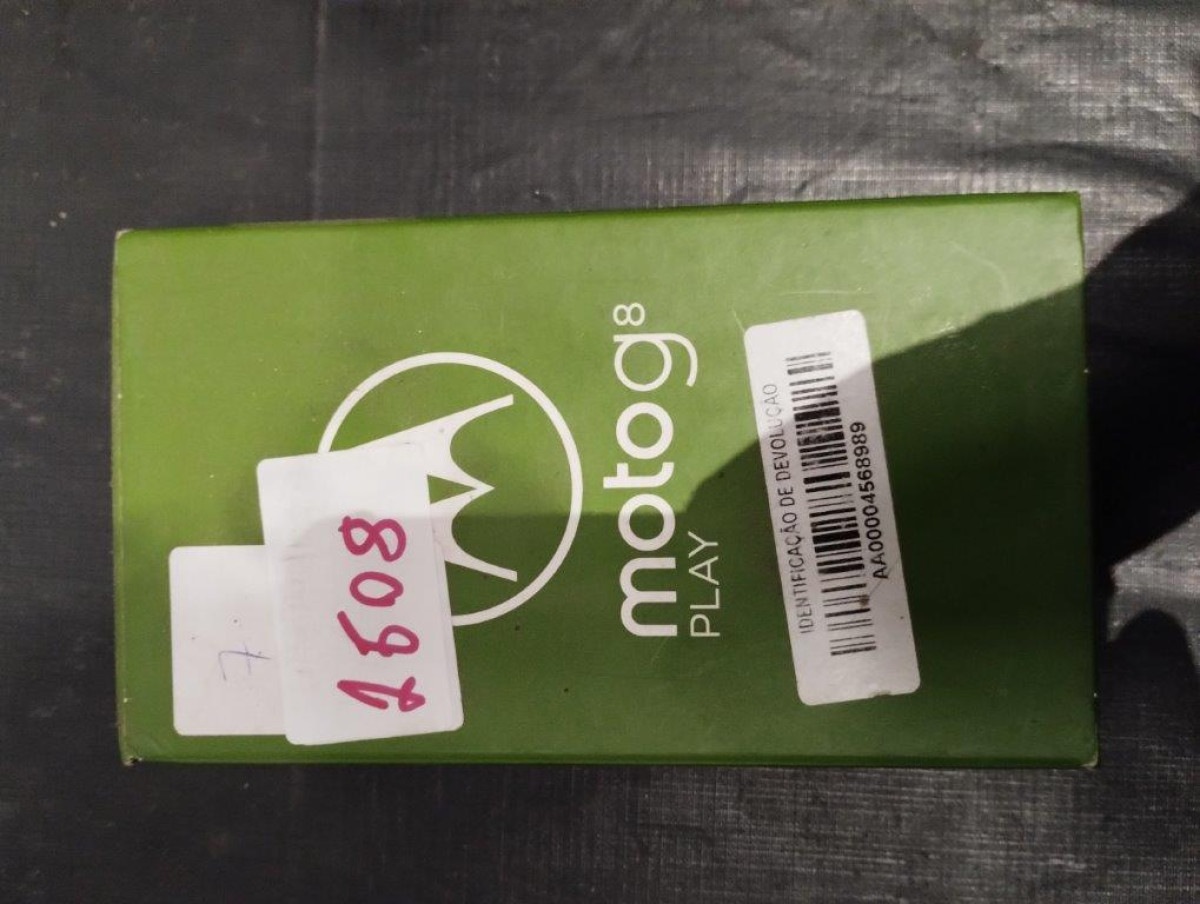 7
1608
moto g8
PLAY
IDENTIFICAÇÃO DE DEVOLUÇÃO
AA00004568989